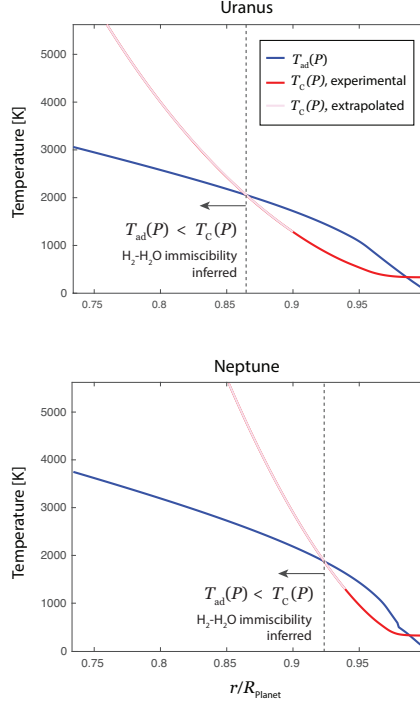 Uranus
5000
4000
3000
2000
1000
0
Temperature [K]
T_ad(P)
T_C(P), experimental
T_C(P), extrapolated
T_ad(P) < T_C(P)
H₂-H₂O immiscibility
inferred
0.75
0.8
0.85
0.9
0.95
Neptune
5000
4000
3000
2000
1000
0
Temperature [K]
T_ad(P) < T_C(P)
H₂-H₂O immiscibility
inferred
0.75
0.8
0.85
0.9
0.95
r/R_Planet